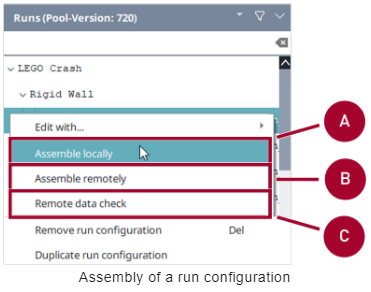 Runs (Pool-Version: 720)
LEGO Crash
Rigid Wall
Edit with...
A
Assemble locally
Assemble remotely
B
Remote data check
C
Remove run configuration Del
Duplicate run configuration
Assembly of a run configuration